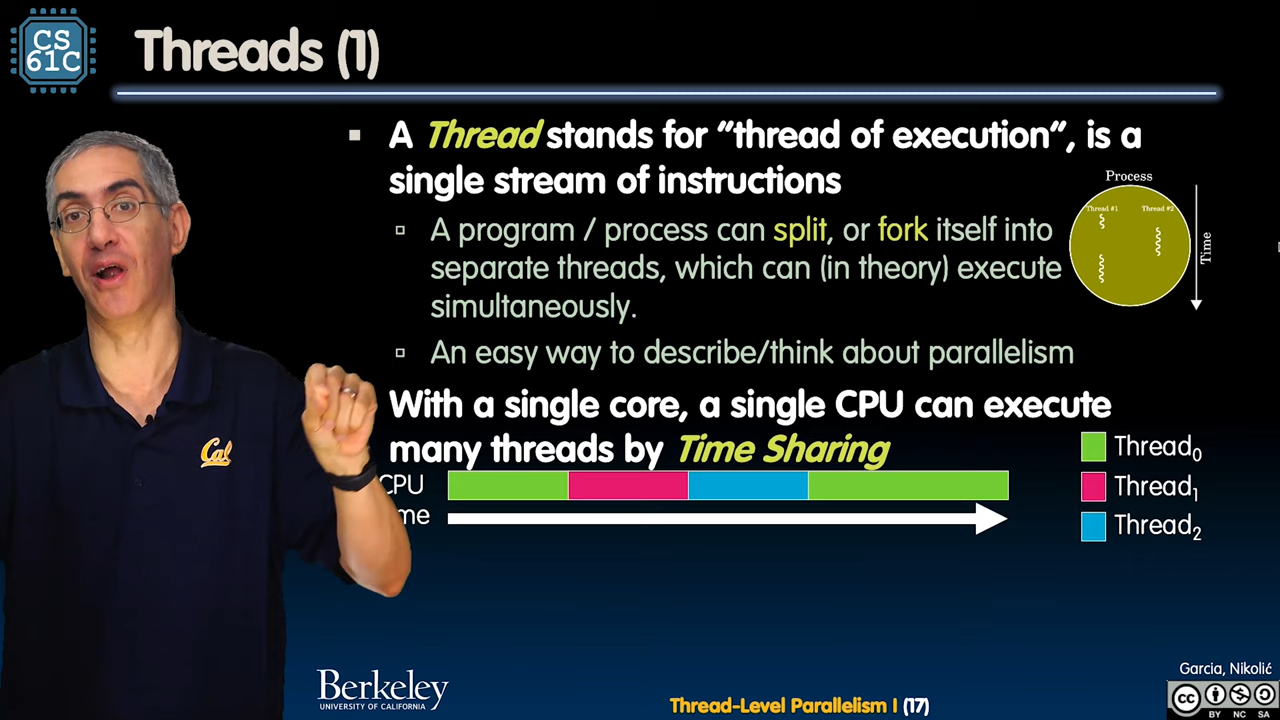 CS
61C
Threads (1)
A Thread stands for “thread of execution”, is a
single stream of instructions
A program / process can split, or fork itself into
separate threads, which can (in theory) execute
simultaneously.
An easy way to describe/think about parallelism
Process
Thread #1
Thread #2
Time
With a single core, a single CPU can execute
many threads by Time Sharing
CPU
me
Thread0
Thread1
Thread2
Cal
Berkeley
UNIVERSITY OF CALIFORNIA
Thread-Level Parallelism I (17)
Garcia, Nikolić
cc
BY NC SA